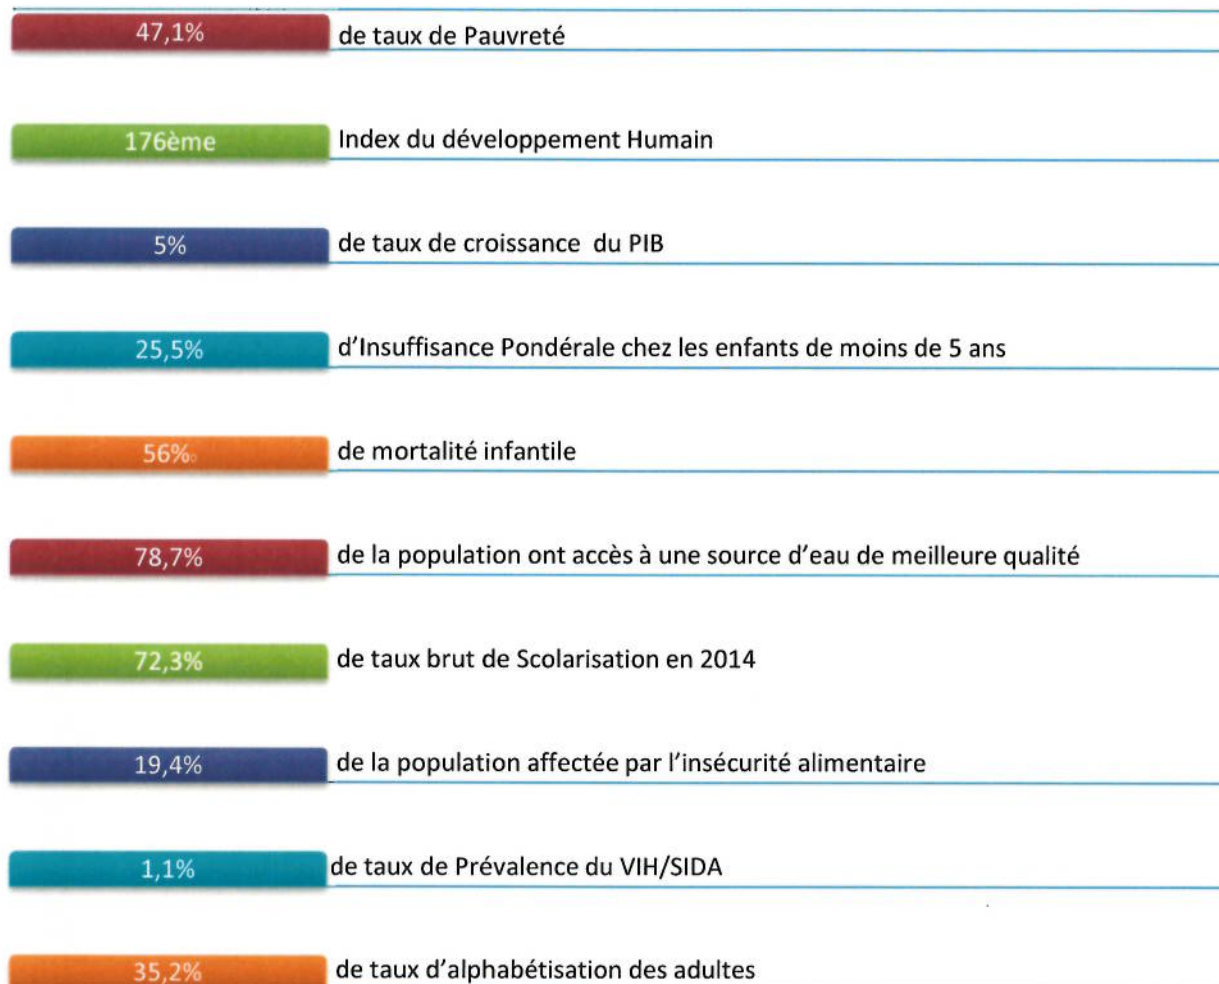 47,1% de taux de Pauvreté
176ème Index du développement Humain
5% de taux de croissance du PIB
25,5% d'Insuffisance Pondérale chez les enfants de moins de 5 ans
56‰ de mortalité infantile
78,7% de la population ont accès à une source d'eau de meilleure qualité
72,3% de taux brut de Scolarisation en 2014
19,4% de la population affectée par l'insécurité alimentaire
1,1% de taux de Prévalence du VIH/SIDA
35,2% de taux d'alphabétisation des adultes